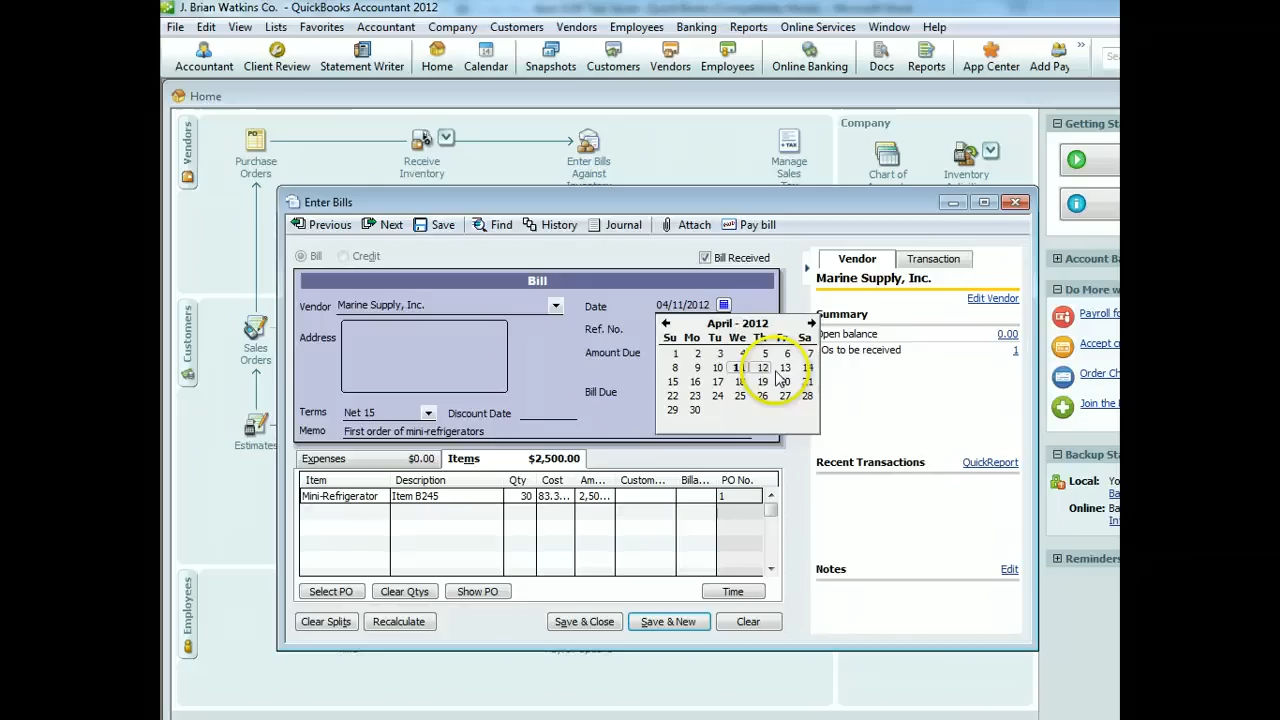 J. Brian Watkins Co. - QuickBooks Accountant 2012
File Edit View Lists Favorites Accountant Company Customers Vendors Employees Banking Reports Online Services Window Help
Accountant Client Review Statement Writer Home Calendar Snapshots Customers Vendors Employees Online Banking Docs Reports App Center Add Pay
Home
Vendors
Purchase Orders
Receive Inventory
Enter Bills Against
Manage Sales
Company
Chart of
Inventory
Getting St
Enter Bills
Previous Next Save Find History Journal Attach Pay bill
Bill Credit
Bill Received
Bill
Vendor Marine Supply, Inc.
Date 04/11/2012
Address
Ref. No.
Amount Due
Bill Due
Terms Net 15 Discount Date
Memo First order of mini-refrigerators
April - 2012
Su Mo Tu We Th Fr Sa
1 2 3 4 5 6 7
8 9 10 11 12 13 14
15 16 17 18 19 20 21
22 23 24 25 26 27 28
29 30
Expenses $0.00 Items $2,500.00
Item Description Qty Cost Am... Custom... Billa... PO No.
Mini-Refrigerator Item B245 30 83.3... 2,50... 1
Select PO Clear Qtys Show PO Time
Clear Splits Recalculate Save & Close Save & New Clear
Vendor Transaction
Marine Supply, Inc.
Edit Vendor
Summary
Open balance 0.00
Os to be received 1
Recent Transactions QuickReport
Notes Edit
Customers
Sales Orders
Estimates
Employees
Account Ba
Do More w
Payroll fo
Accept c
Order Ch
Join the
Backup Sta
Local: Yo
Ba
Online: Ba
Reminders